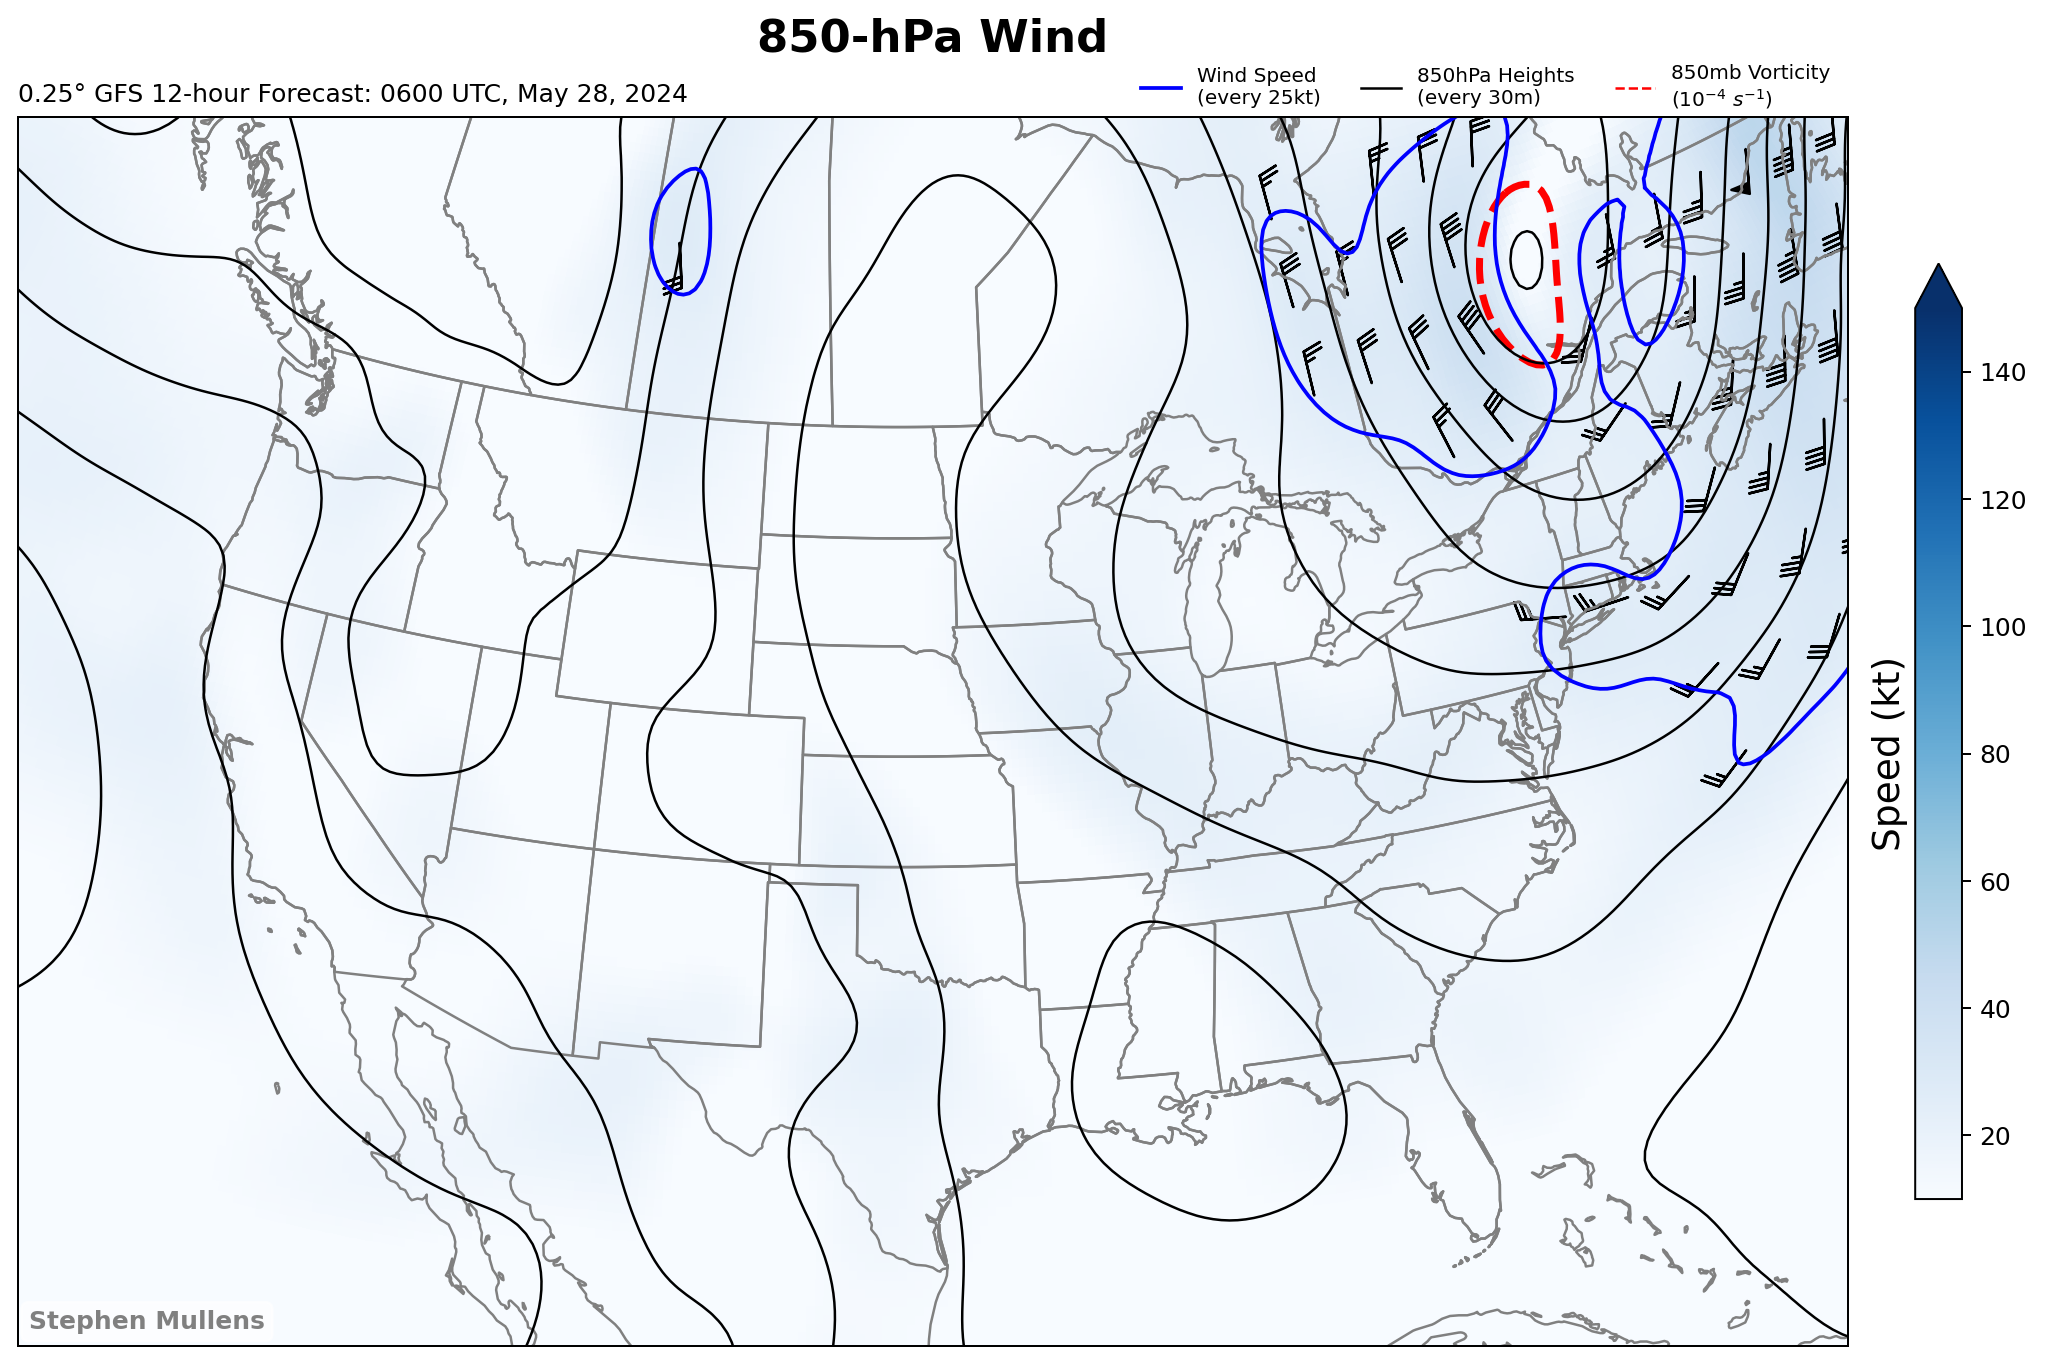 850-hPa Wind
0.25° GFS 12-hour Forecast: 0600 UTC, May 28, 2024
Wind Speed
(every 25kt)
850hPa Heights
(every 30m)
850mb Vorticity
(10⁻⁴ s⁻¹)
140
120
100
80
60
40
20
Speed (kt)
Stephen Mullens